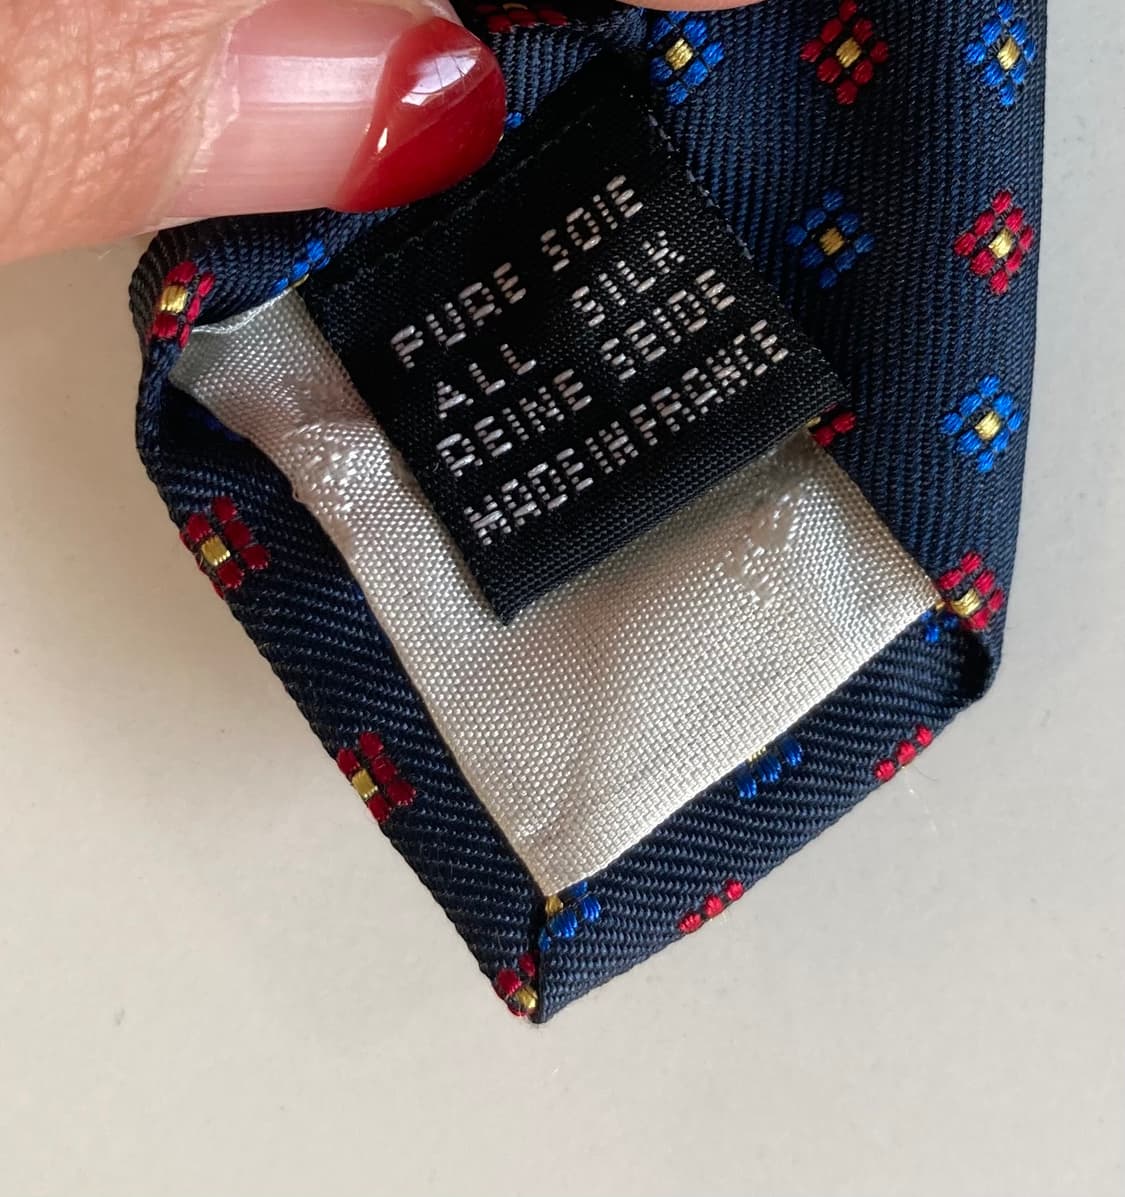 PURE SOIE
ALL SILK
REINE SEIDE
MADE IN FRANCE